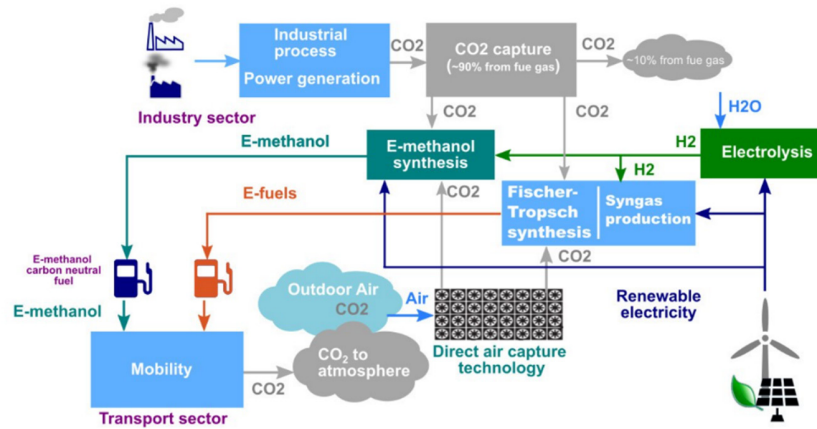 Industrial
process
Power generation
CO2
CO2 capture
(~90% from fue gas)
CO2
~10% from fue gas
Industry sector
CO2
CO2
H2O
E-methanol
E-methanol
synthesis
H2
Electrolysis
H2
CO2
E-fuels
Fischer-
Tropsch
synthesis
Syngas
production
CO2
E-methanol
carbon neutral
fuel
E-methanol
Outdoor Air
CO2
Air
Renewable
electricity
Direct air capture
technology
Mobility
CO2
CO₂ to
atmosphere
Transport sector